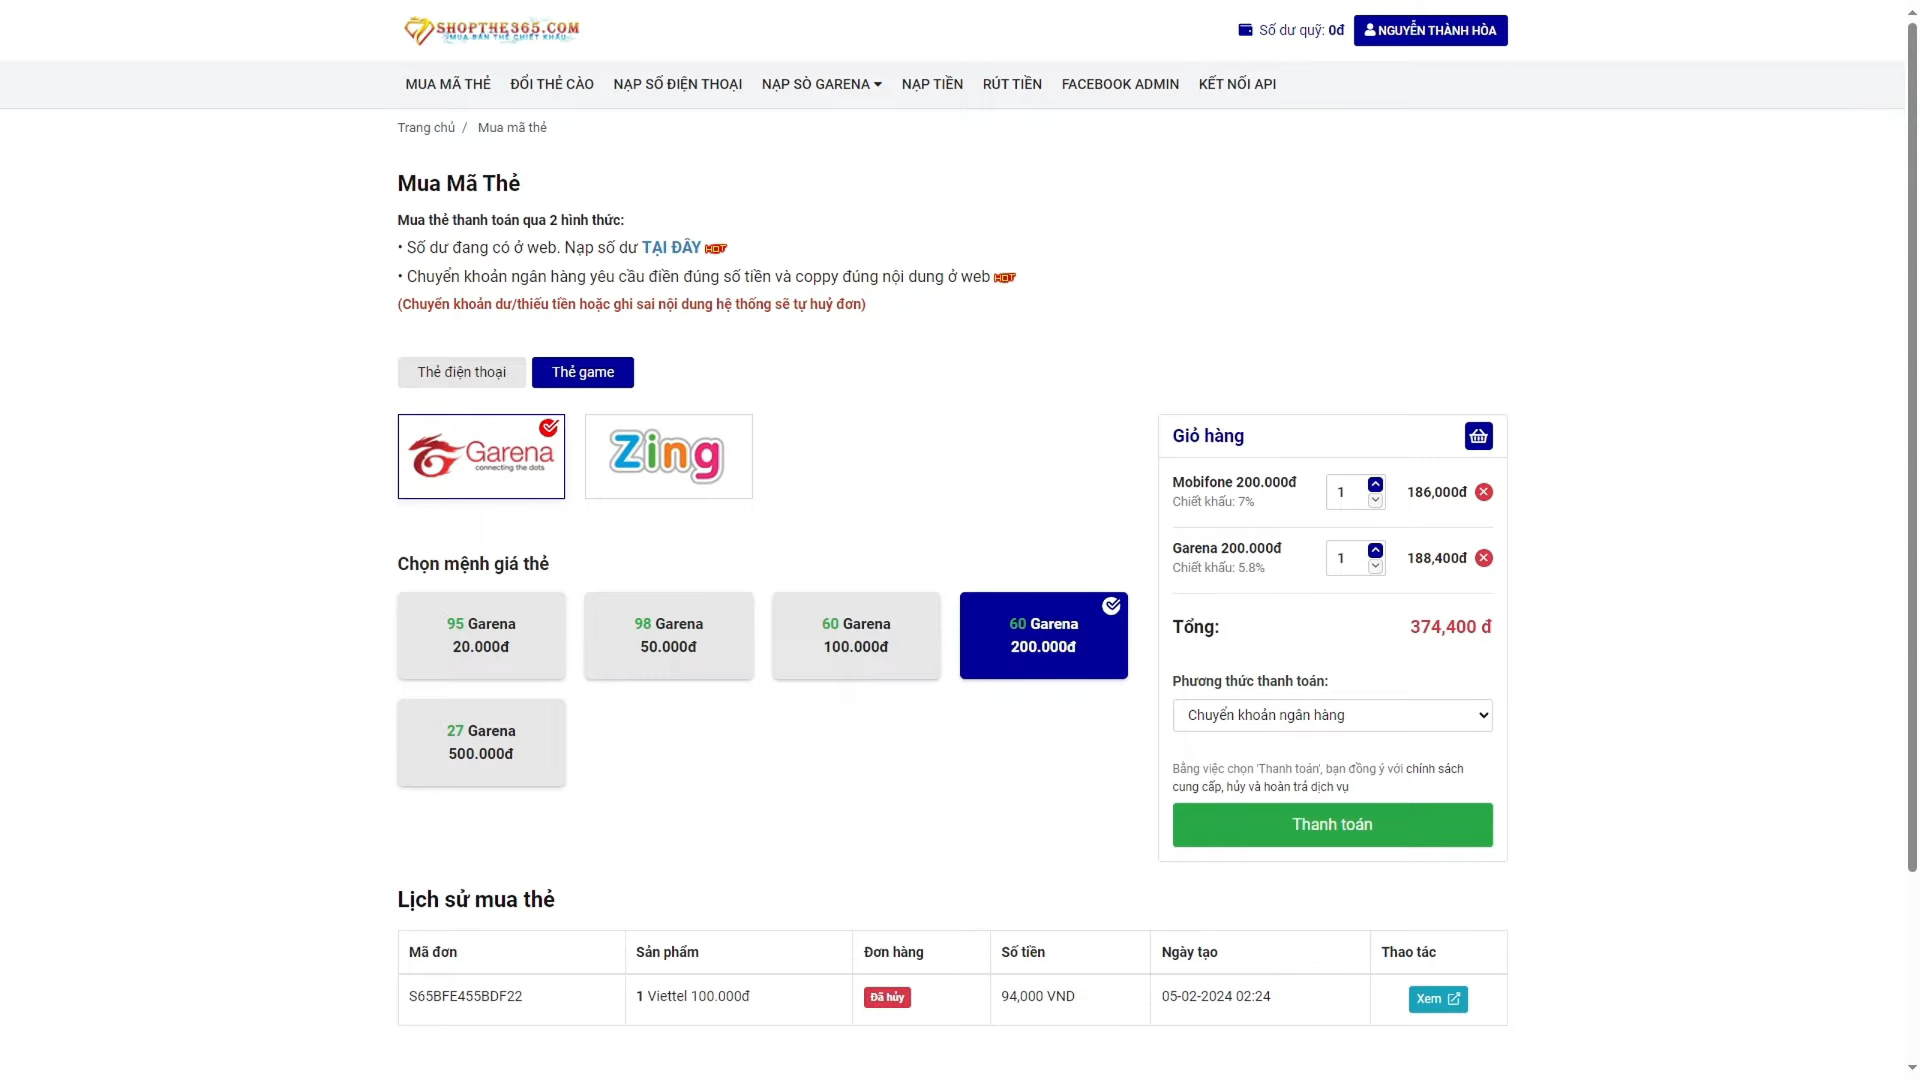 SHOPTHE365.COM
MUA BÁN THẺ CHIẾT KHẤU
Số dư quỹ: 0đ
NGUYỄN THÀNH HÒA
MUA MÃ THẺ
ĐỔI THẺ CÀO
NẠP SỐ ĐIỆN THOẠI
NẠP SÒ GARENA
NẠP TIỀN
RÚT TIỀN
FACEBOOK ADMIN
KẾT NỐI API
Trang chủ / Mua mã thẻ
Mua Mã Thẻ
Mua thẻ thanh toán qua 2 hình thức:
• Số dư đang có ở web. Nạp số dư TẠI ĐÂY HOT
• Chuyển khoản ngân hàng yêu cầu điền đúng số tiền và coppy đúng nội dung ở web HOT
(Chuyển khoản dư/thiếu tiền hoặc ghi sai nội dung hệ thống sẽ tự huỷ đơn)
Thẻ điện thoại
Thẻ game
Garena
connecting the dots
Zing
Chọn mệnh giá thẻ
95 Garena
20.000đ
98 Garena
50.000đ
60 Garena
100.000đ
60 Garena
200.000đ
27 Garena
500.000đ
Giỏ hàng
Mobifone 200.000đ
Chiết khấu: 7%
1
186,000đ
Garena 200.000đ
Chiết khấu: 5.8%
1
188,400đ
Tổng: 374,400 đ
Phương thức thanh toán:
Chuyển khoản ngân hàng
Bằng việc chọn 'Thanh toán', bạn đồng ý với chính sách
cung cấp, hủy và hoàn trả dịch vụ
Thanh toán
Lịch sử mua thẻ
Mã đơn Sản phẩm Đơn hàng Số tiền Ngày tạo Thao tác
S65BFE455BDF22 1 Viettel 100.000đ Đã hủy 94,000 VND 05-02-2024 02:24 Xem